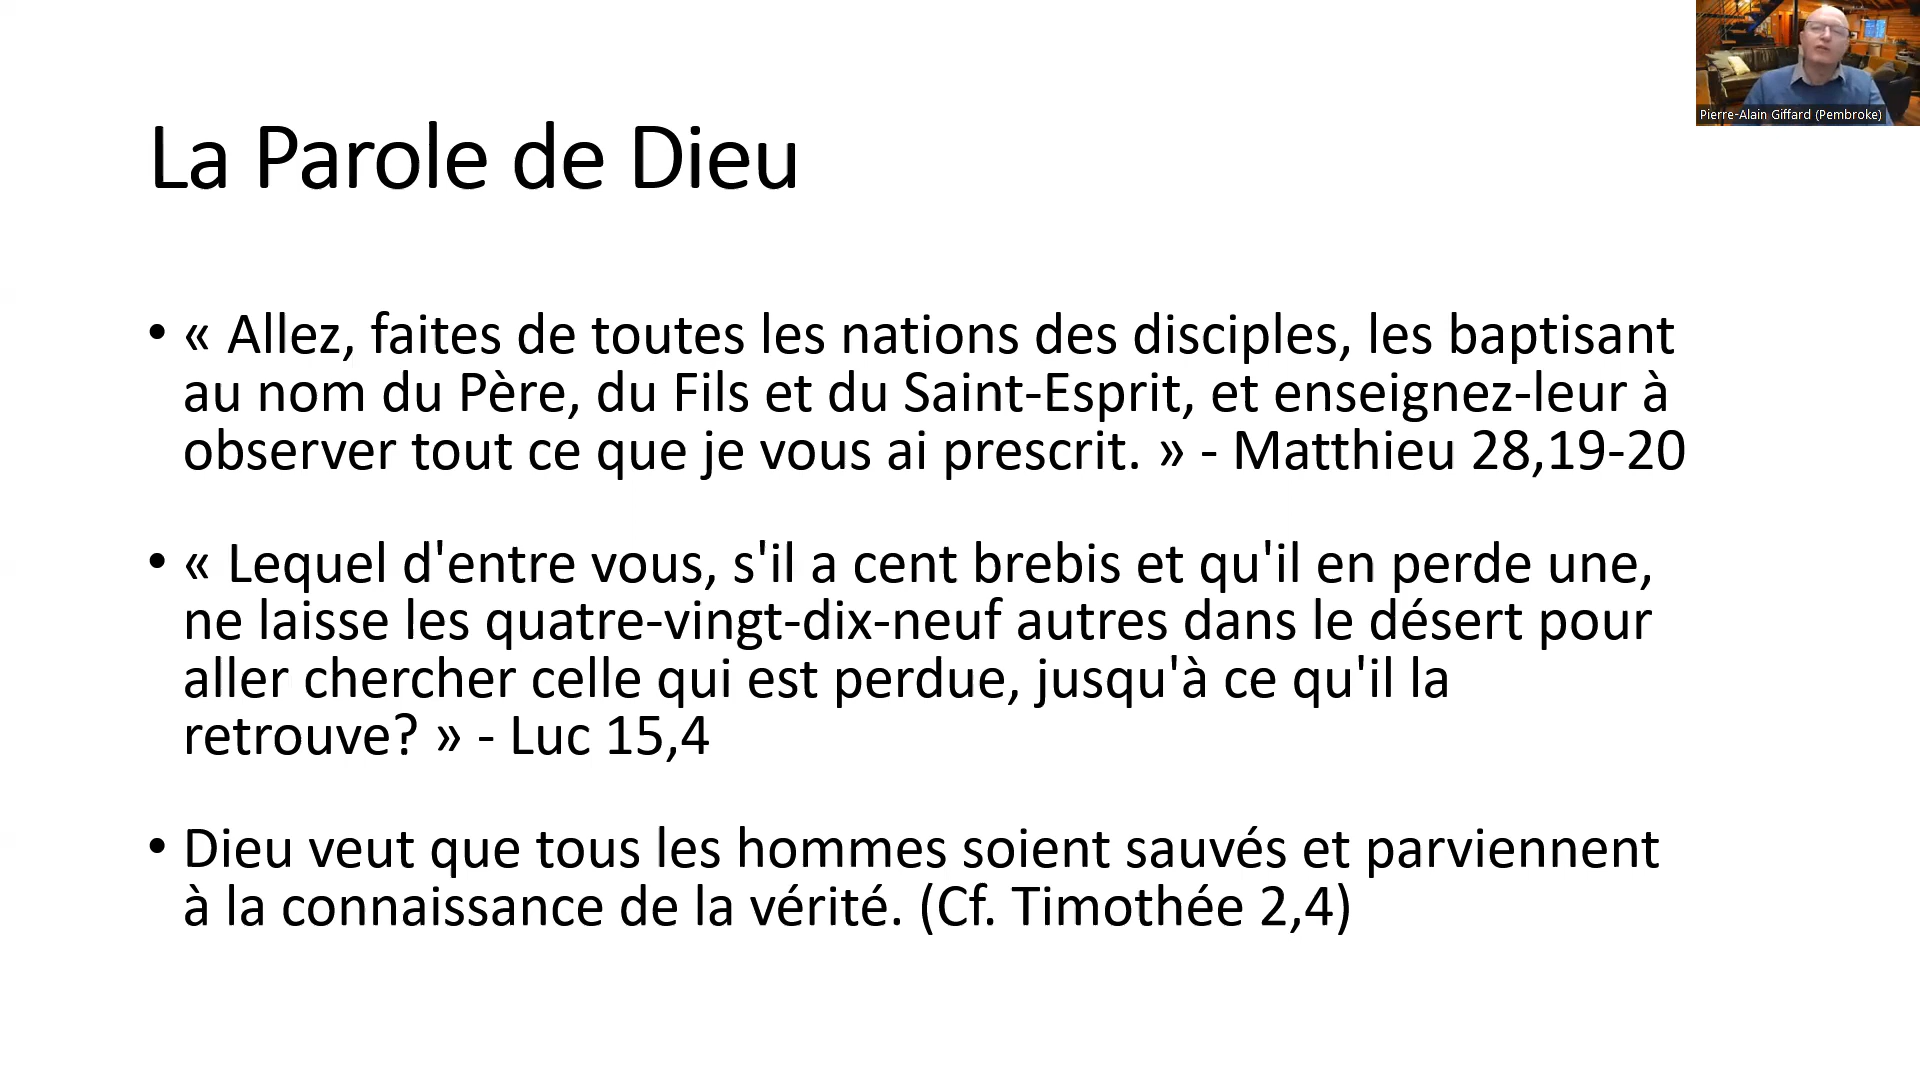 Pierre-Alain Giffard (Pembroke)
La Parole de Dieu
• « Allez, faites de toutes les nations des disciples, les baptisant
au nom du Père, du Fils et du Saint-Esprit, et enseignez-leur à
observer tout ce que je vous ai prescrit. » - Matthieu 28,19-20
• « Lequel d'entre vous, s'il a cent brebis et qu'il en perde une,
ne laisse les quatre-vingt-dix-neuf autres dans le désert pour
aller chercher celle qui est perdue, jusqu'à ce qu'il la
retrouve? » - Luc 15,4
• Dieu veut que tous les hommes soient sauvés et parviennent
à la connaissance de la vérité. (Cf. Timothée 2,4)